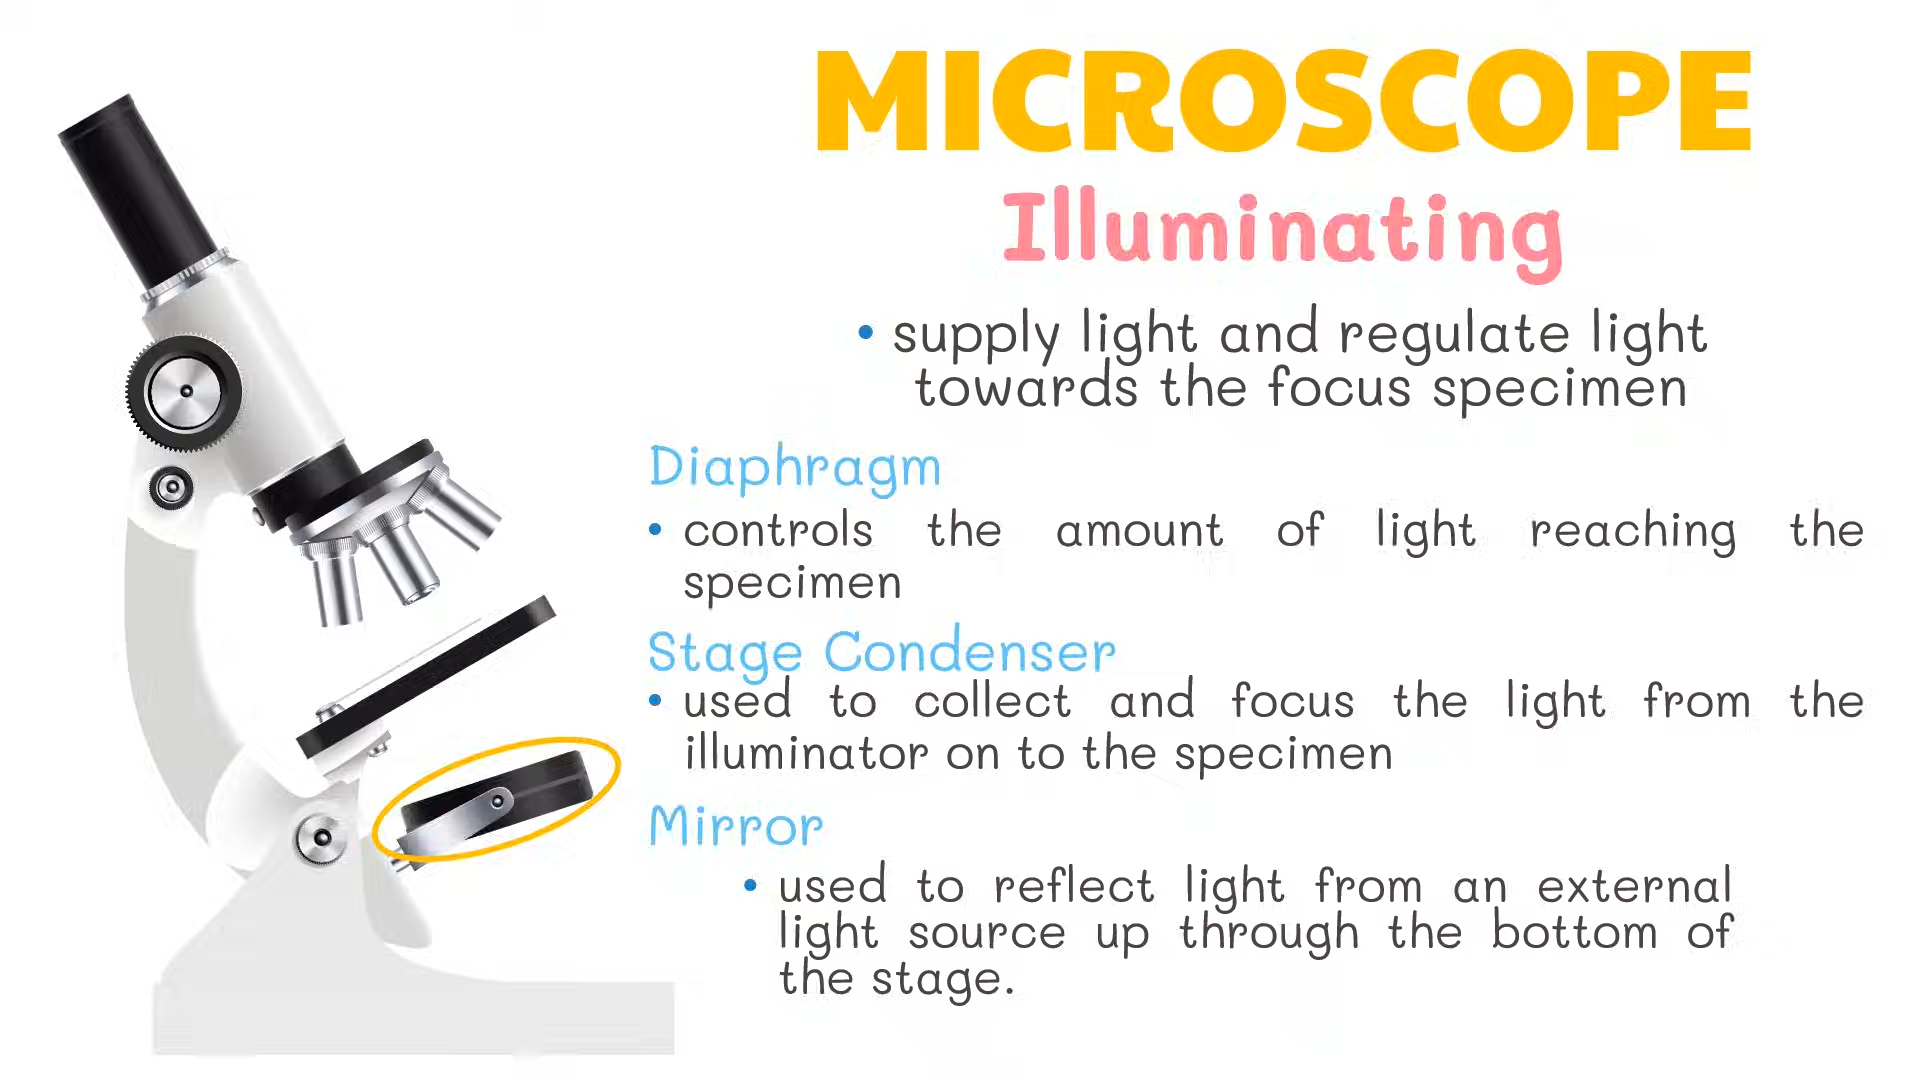 MICROSCOPE
Illuminating
• supply light and regulate light
towards the focus specimen
Diaphragm
• controls the amount of light reaching the
specimen
Stage Condenser
• used to collect and focus the light from the
illuminator on to the specimen
Mirror
• used to reflect light from an external
light source up through the bottom of
the stage.